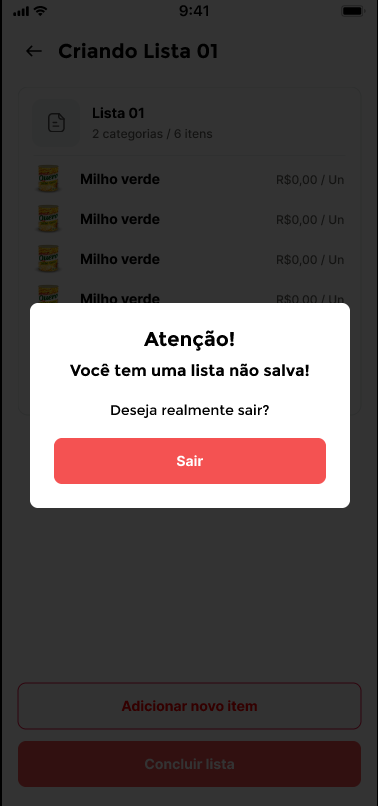 9:41
Criando Lista 01
Lista 01
2 categorias / 6 itens
Milho verde R$0,00 / Un
Milho verde R$0,00 / Un
Milho verde R$0,00 / Un
Milho verde R$0,00 / Un
Atenção!
Você tem uma lista não salva!
Deseja realmente sair?
Sair
Adicionar novo item
Concluir lista